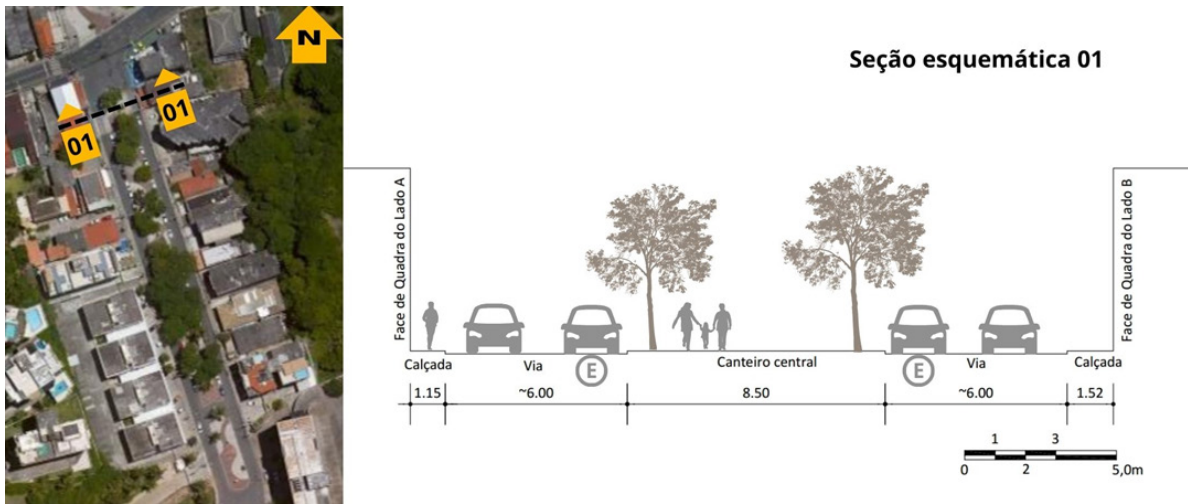 N
01
01
Seção esquemática 01
Face de Quadra do Lado A
Face de Quadra do Lado B
Calçada
Via
E
Canteiro central
E
Via
Calçada
1.15
~6.00
8.50
~6.00
1.52
1 3
0 2 5,0m